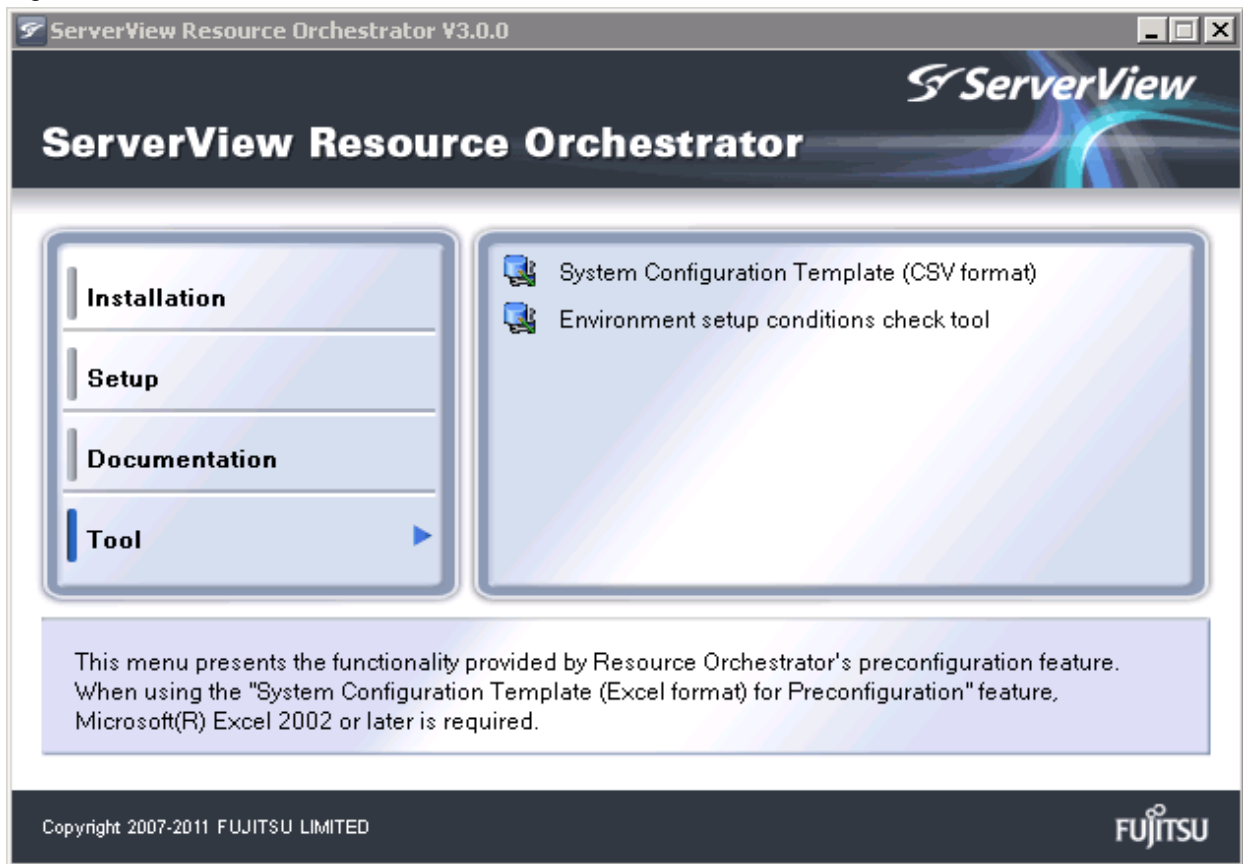 ServerView Resource Orchestrator V3.0.0
ServerView
ServerView Resource Orchestrator
Installation
Setup
Documentation
Tool
System Configuration Template (CSV format)
Environment setup conditions check tool
This menu presents the functionality provided by Resource Orchestrator's preconfiguration feature.
When using the "System Configuration Template (Excel format) for Preconfiguration" feature,
Microsoft(R) Excel 2002 or later is required.
Copyright 2007-2011 FUJITSU LIMITED
FUJITSU